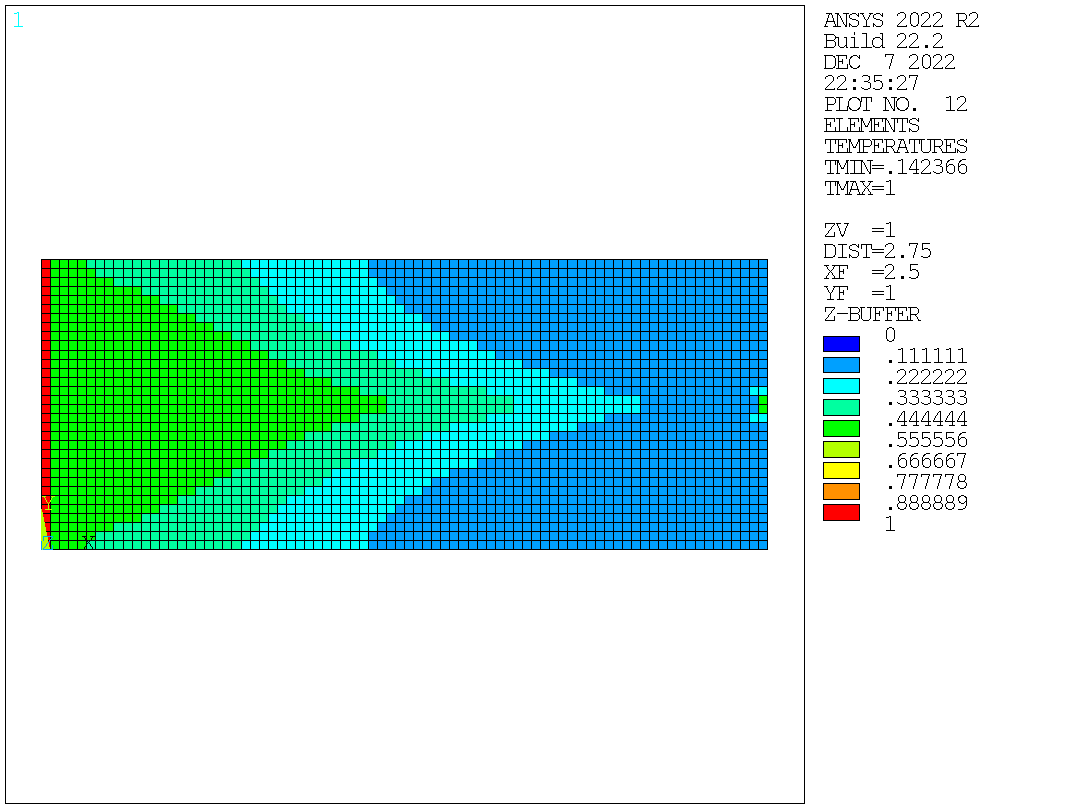 1
ANSYS 2022 R2
Build 22.2
DEC  7 2022
22:35:27
PLOT NO.  12
ELEMENTS
TEMPERATURES
TMIN=.142366
TMAX=1
ZV  =1
DIST=2.75
XF  =2.5
YF  =1
Z-BUFFER
0
.111111
.222222
.333333
.444444
.555556
.666667
.777778
.888889
1
Y
Z
X